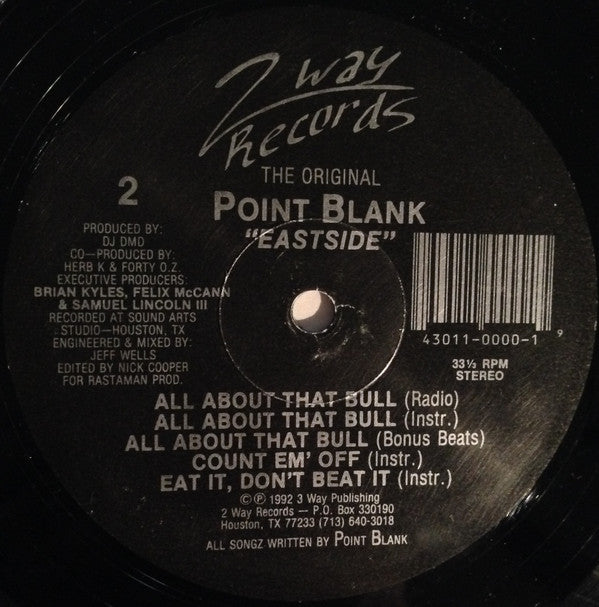 2 way
Records
THE ORIGINAL
POINT BLANK
"EASTSIDE"
2
PRODUCED BY:
DJ DMD
CO-PRODUCED BY:
HERB K & FORTY O.Z.
EXECUTIVE PRODUCERS:
BRIAN KYLES, FELIX McCANN
& SAMUEL LINCOLN III
RECORDED AT SOUND ARTS
STUDIO—HOUSTON, TX
ENGINEERED & MIXED BY:
JEFF WELLS
EDITED BY NICK COOPER
FOR RASTAMAN PROD.
43011-0000-1 9
33⅓ RPM
STEREO
ALL ABOUT THAT BULL (Radio)
ALL ABOUT THAT BULL (Instr.)
ALL ABOUT THAT BULL (Bonus Beats)
COUNT EM' OFF (Instr.)
EAT IT, DON'T BEAT IT (Instr.)
©℗ 1992 3 Way Publishing
2 Way Records — P.O. Box 330190
Houston, TX 77233 (713) 640-3018
ALL SONGZ WRITTEN BY POINT BLANK